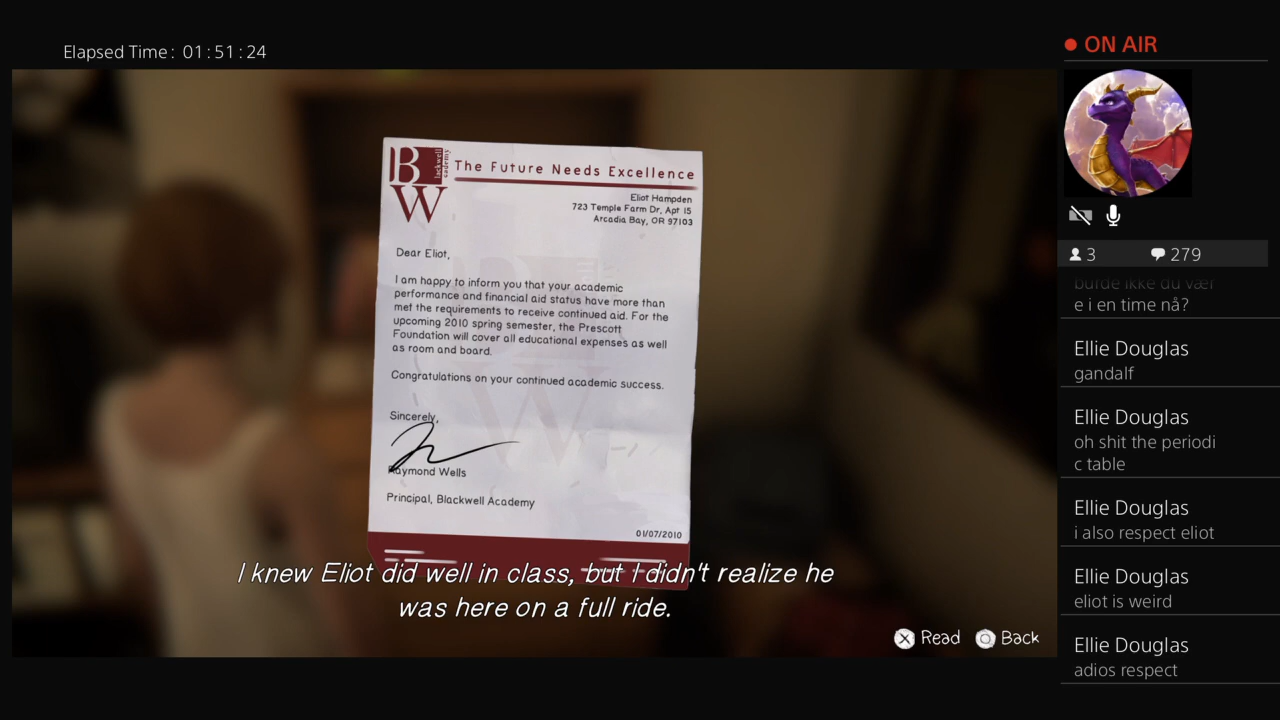 Elapsed Time: 01:51:24
ON AIR
B
W
Blackwell
Academy
The Future Needs Excellence
Eliot Hampden
723 Temple Farm Dr, Apt 15
Arcadia Bay, OR 97103
Dear Eliot,
I am happy to inform you that your academic
performance and financial aid status have more than
met the requirements to receive continued aid. For the
upcoming 2010 spring semester, the Prescott
Foundation will cover all educational expenses as well
as room and board.
Congratulations on your continued academic success.
Sincerely,
Raymond Wells
Principal, Blackwell Academy
01/07/2010
I knew Eliot did well in class, but I didn't realize he
was here on a full ride.
Read
Back
3
279
burde ikke du vær
e i en time nå?
Ellie Douglas
gandalf
Ellie Douglas
oh shit the periodi
c table
Ellie Douglas
i also respect eliot
Ellie Douglas
eliot is weird
Ellie Douglas
adios respect